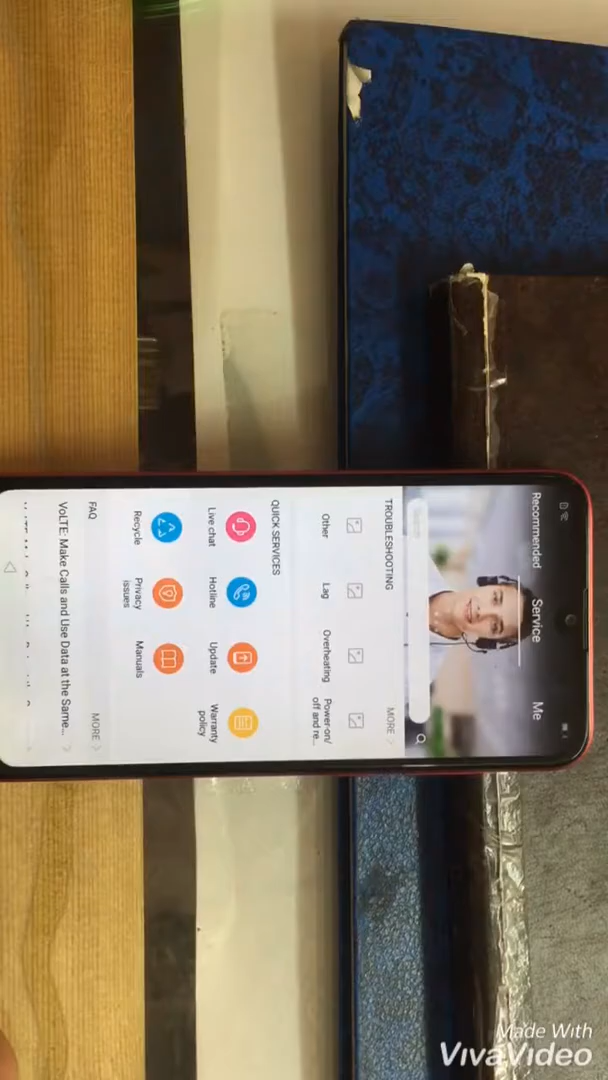 Recommended Service Me
Search
TROUBLESHOOTING MORE
Other Lag Overheating Power-on/
off and re...
QUICK SERVICES
Live chat Hotline Update Warranty
policy
Recycle Privacy
issues Manuals
FAQ MORE
VoLTE: Make Calls and Use Data at the Same...
Made With
VivaVideo